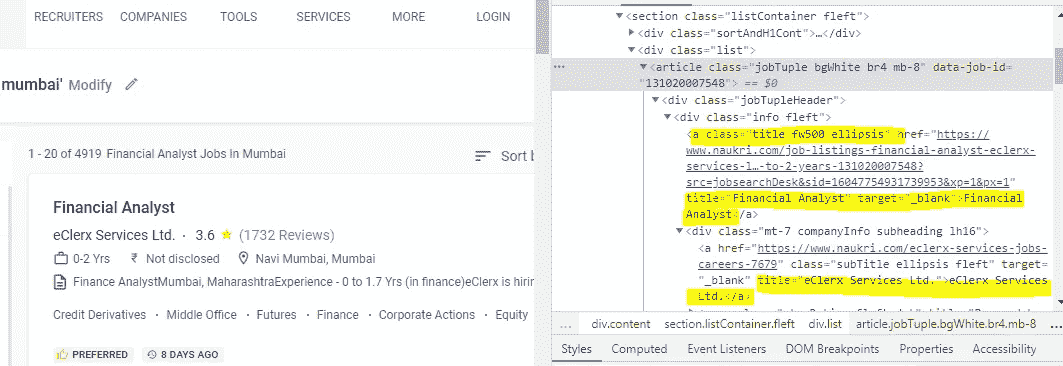 RECRUITERS COMPANIES TOOLS SERVICES MORE LOGIN
mumbai' Modify
1 - 20 of 4919 Financial Analyst Jobs In Mumbai
Sort b
Financial Analyst
eClerx Services Ltd. · 3.6 ★ (1732 Reviews)
0-2 Yrs ₹ Not disclosed Navi Mumbai, Mumbai
Finance AnalystMumbai, MaharashtraExperience - 0 to 1.7 Yrs (in finance)eClerx is hirin
Credit Derivatives • Middle Office • Futures • Finance • Corporate Actions • Equity
PREFERRED 8 DAYS AGO
▼<section class="listContainer fleft">
▶<div class="sortAndH1Cont">…</div>
▼<div class="list">
… ▼<article class="jobTuple bgWhite br4 mb-8" data-job-id=
"131020007548"> == $0
▼<div class="jobTupleHeader">
▼<div class="info fleft">
<a class="title fw500 ellipsis" href="https://
www.naukri.com/job-listings-financial-analyst-eclerx-
services-l…-to-2-years-131020007548?
src=jobsearchDesk&sid=16047754931739953&xp=1&px=1"
title="Financial Analyst" target="_blank">Financial
Analyst</a>
▼<div class="mt-7 companyInfo subheading lh16">
<a href="https://www.naukri.com/eclerx-services-jobs-
careers-7679" class="subTitle ellipsis fleft" target=
"_blank" title="eClerx Services Ltd.">eClerx Services
Ltd.</a>
… div.content section.listContainer.fleft div.list article.jobTuple.bgWhite.br4.mb-8 …
Styles Computed Event Listeners DOM Breakpoints Properties Accessibility